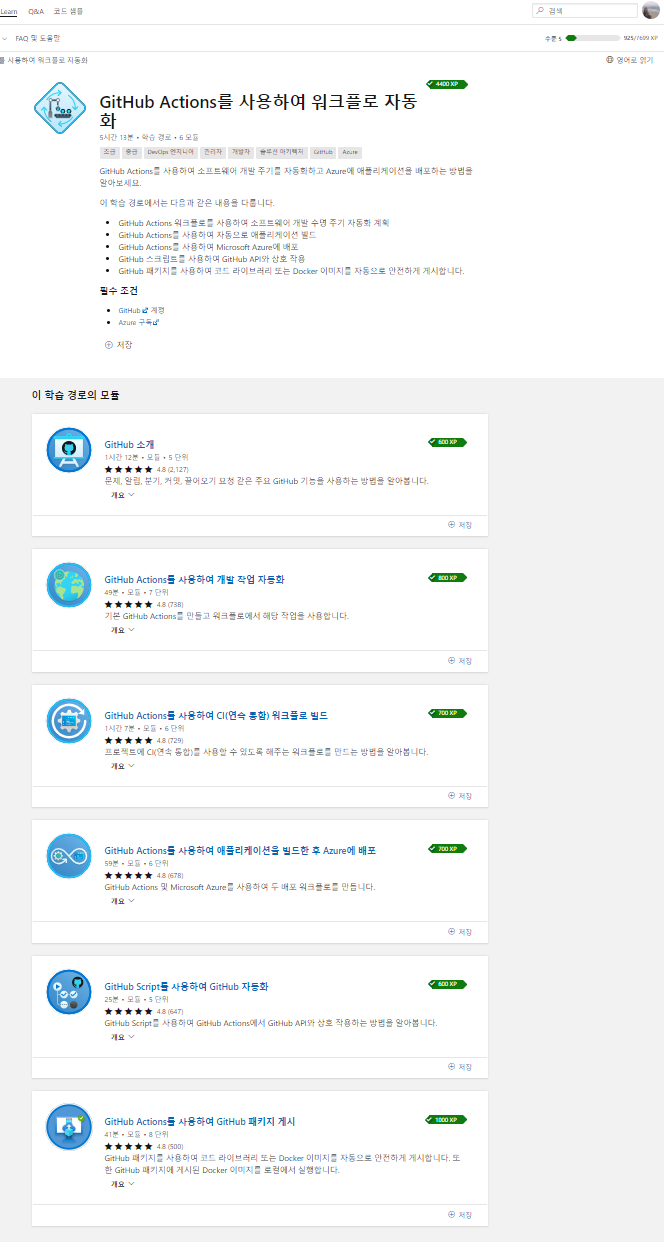 Learn Q&A 코드 샘플
검색
FAQ 및 도움말
수준 5 925/7699 XP
를 사용하여 워크플로 자동화
영어로 읽기
4400 XP
GitHub Actions를 사용하여 워크플로 자동
화
5시간 13분 • 학습 경로 • 6 모듈
초급 중급 DevOps 엔지니어 관리자 개발자 솔루션 아키텍처 GitHub Azure
GitHub Actions를 사용하여 소프트웨어 개발 주기를 자동화하고 Azure에 애플리케이션을 배포하는 방법을
알아보세요.
이 학습 경로에서는 다음과 같은 내용을 다룹니다.
• GitHub Actions 워크플로를 사용하여 소프트웨어 개발 수명 주기 자동화 계획
• GitHub Actions를 사용하여 자동으로 애플리케이션 빌드
• GitHub Actions를 사용하여 Microsoft Azure에 배포
• GitHub 스크립트를 사용하여 GitHub API와 상호 작용
• GitHub 패키지를 사용하여 코드 라이브러리 또는 Docker 이미지를 자동으로 안전하게 게시합니다.
필수 조건
• GitHub 계정
• Azure 구독
저장
이 학습 경로의 모듈
GitHub 소개
600 XP
1시간 12분 • 모듈 • 5 단위
★★★★★ 4.8 (2,127)
문제, 알림, 분기, 커밋, 끌어오기 요청 같은 주요 GitHub 기능을 사용하는 방법을 알아봅니다.
개요
저장
GitHub Actions를 사용하여 개발 작업 자동화
800 XP
49분 • 모듈 • 7 단위
★★★★★ 4.8 (738)
기본 GitHub Actions를 만들고 워크플로에서 해당 작업을 사용합니다.
개요
저장
GitHub Actions를 사용하여 CI(연속 통합) 워크플로 빌드
700 XP
1시간 7분 • 모듈 • 6 단위
★★★★★ 4.8 (729)
프로젝트에 CI(연속 통합)를 사용할 수 있도록 해주는 워크플로를 만드는 방법을 알아봅니다.
개요
저장
GitHub Actions를 사용하여 애플리케이션을 빌드한 후 Azure에 배포
700 XP
59분 • 모듈 • 6 단위
★★★★★ 4.8 (678)
GitHub Actions 및 Microsoft Azure를 사용하여 두 배포 워크플로를 만듭니다.
개요
저장
GitHub Script를 사용하여 GitHub 자동화
600 XP
25분 • 모듈 • 5 단위
★★★★★ 4.8 (647)
GitHub Script를 사용하여 GitHub Actions에서 GitHub API와 상호 작용하는 방법을 알아봅니다.
개요
저장
GitHub Actions를 사용하여 GitHub 패키지 게시
1000 XP
41분 • 모듈 • 8 단위
★★★★★ 4.8 (500)
GitHub 패키지를 사용하여 코드 라이브러리 또는 Docker 이미지를 자동으로 안전하게 게시합니다. 또
한 GitHub 패키지에 게시된 Docker 이미지를 로컬에서 실행합니다.
개요
저장